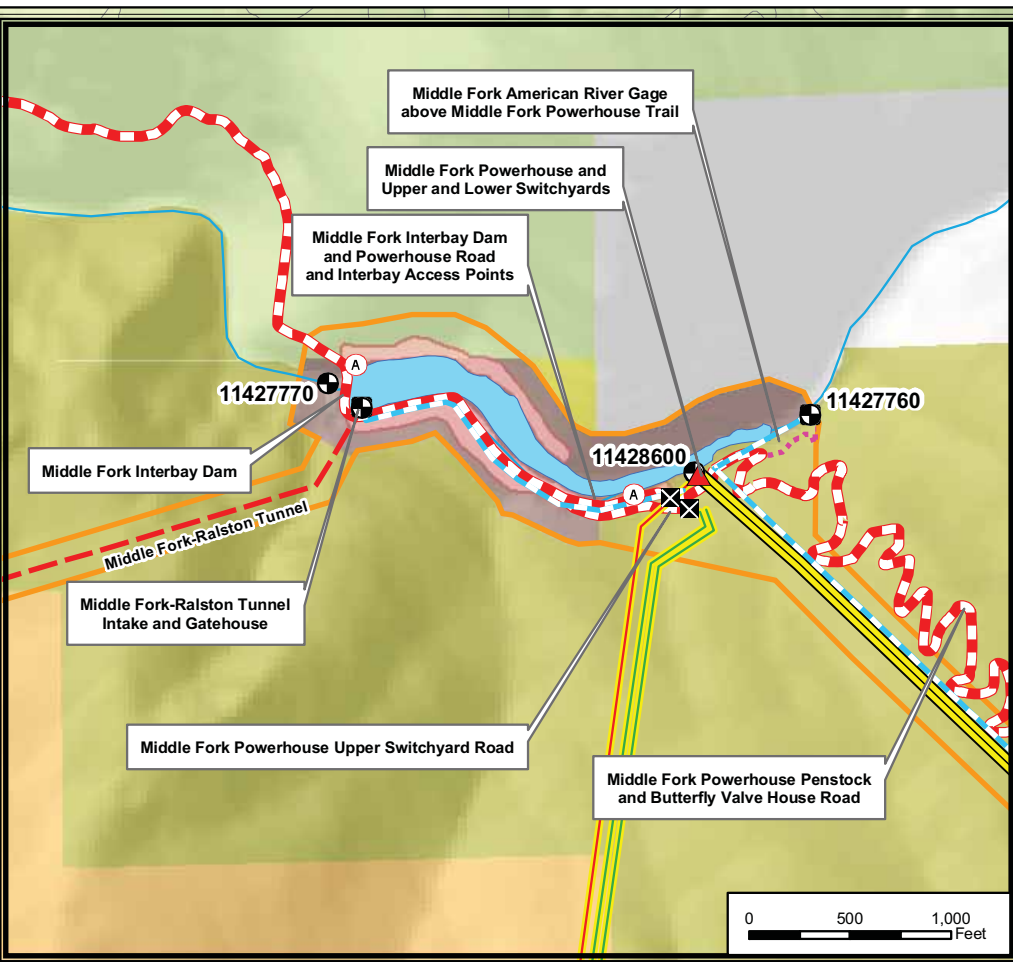 Middle Fork American River Gage
above Middle Fork Powerhouse Trail
Middle Fork Powerhouse and
Upper and Lower Switchyards
Middle Fork Interbay Dam
and Powerhouse Road
and Interbay Access Points
A
11427770
11427760
11428600
A
Middle Fork Interbay Dam
Middle Fork-Ralston Tunnel
Middle Fork-Ralston Tunnel
Intake and Gatehouse
Middle Fork Powerhouse Upper Switchyard Road
Middle Fork Powerhouse Penstock
and Butterfly Valve House Road
0 500 1,000
Feet